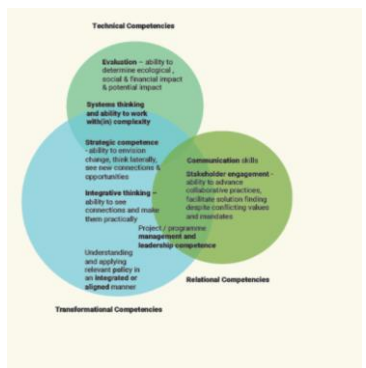 Technical Competencies
Evaluation – ability to
determine ecological ,
social & financial impact
& potential impact
Systems thinking
and ability to work
with(in) complexity
Strategic competence
- ability to envision
change, think laterally,
see new connections &
opportunities
Integrative thinking –
ability to see
connections and make
them practically
Communication skills
Stakeholder engagement -
ability to advance
collaborative practices,
facilitate solution finding
despite conflicting values
and mandates
Project / programme
management and
leadership competence
Understanding
and applying
relevant policy in
an integrated or
aligned manner
Relational Competencies
Transformational Competencies